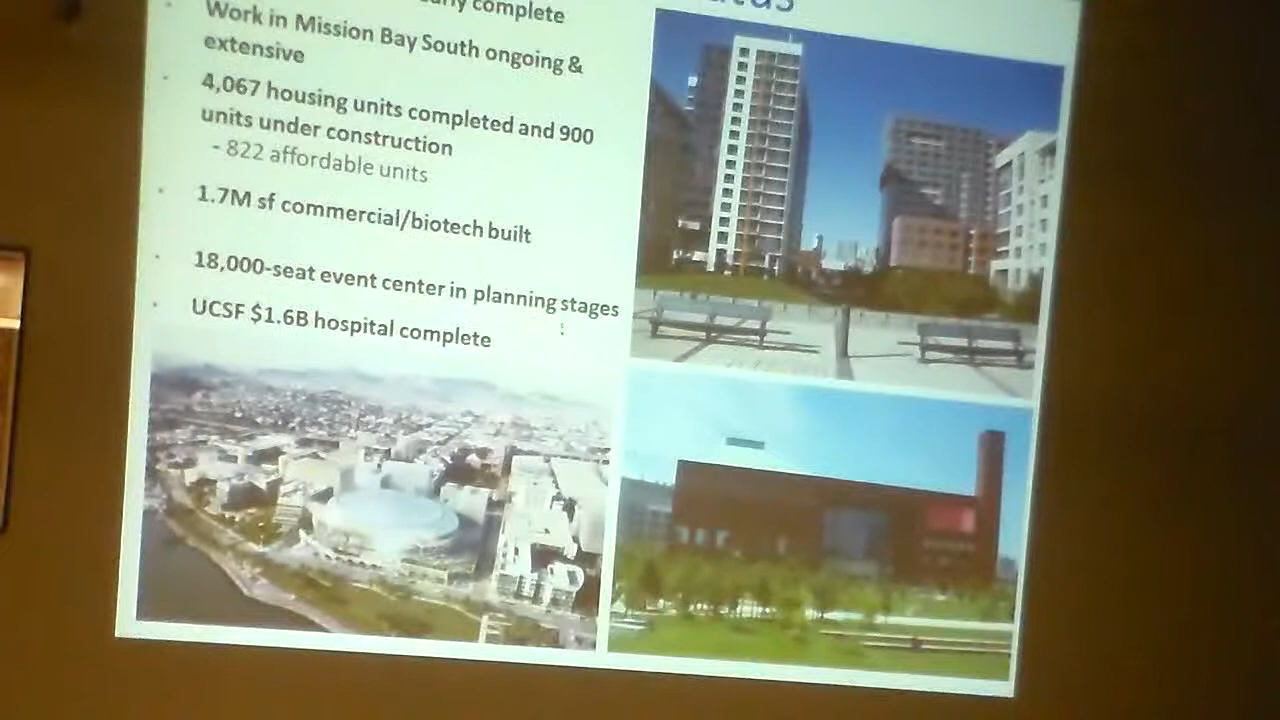 complete
Work in Mission Bay South ongoing &
extensive
4,067 housing units completed and 900
units under construction
- 822 affordable units
1.7M sf commercial/biotech built
18,000-seat event center in planning stages
UCSF $1.6B hospital complete